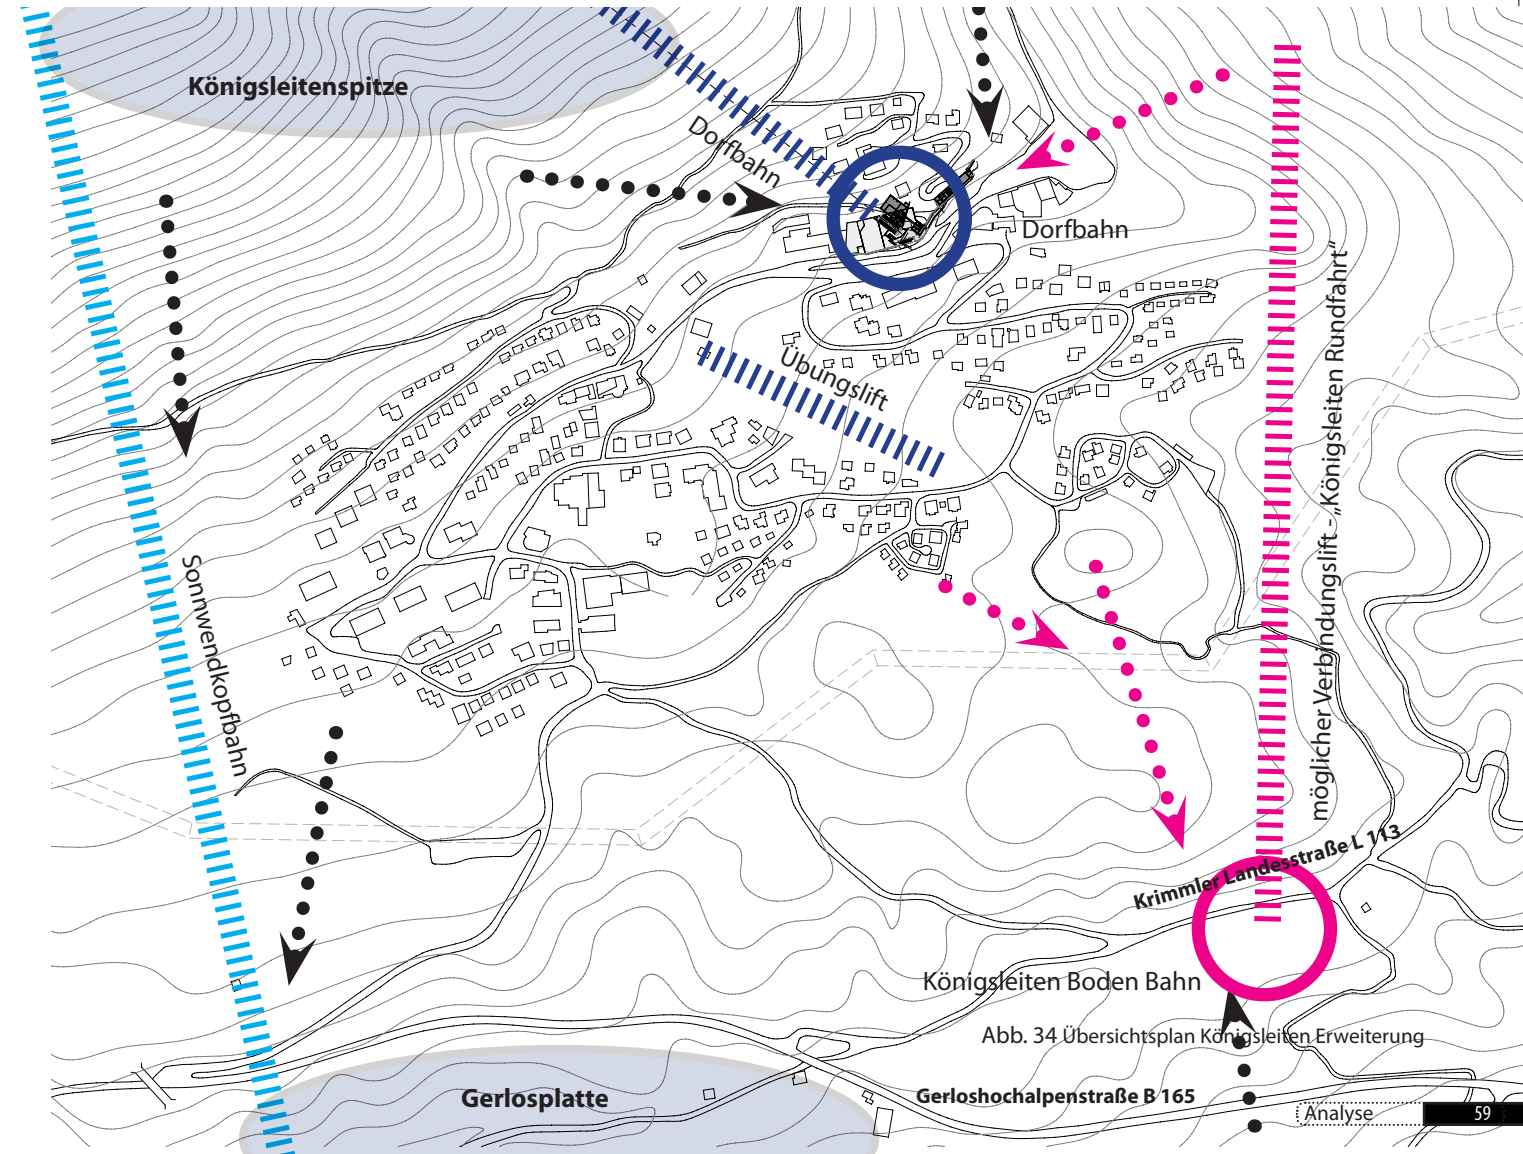 Königsleitenspitze
Dorfbahn
Dorfbahn
Übungslift
möglicher Verbindungslift - „Königsleiten Rundfahrt“
Sonnwendkopfbahn
Krimmler Landesstraße L 113
Königsleiten Boden Bahn
Abb. 34 Übersichtsplan Königsleiten Erweiterung
Gerlosplatte
Gerloshochalpenstraße B 165
Analyse
59